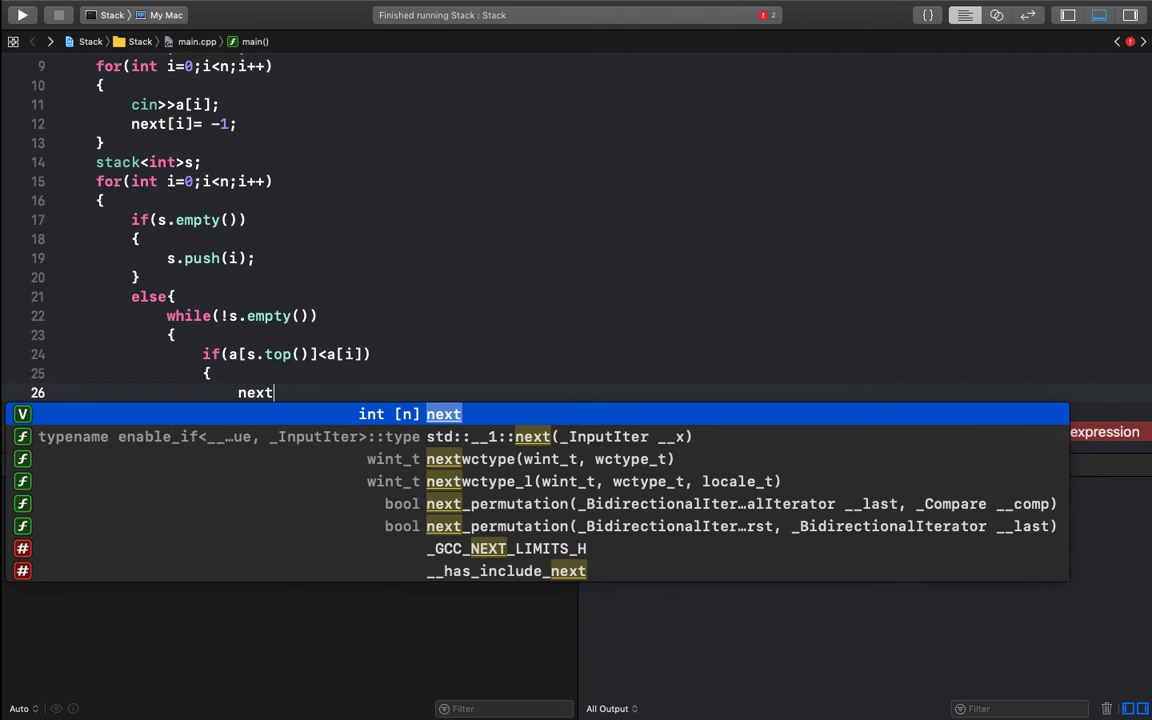 Stack 〉 My Mac
Finished running Stack : Stack
2
{}
Stack 〉 Stack 〉 main.cpp 〉 main()
9 for(int i=0;i<n;i++)
10 {
11 cin>>a[i];
12 next[i]= -1;
13 }
14 stack<int>s;
15 for(int i=0;i<n;i++)
16 {
17 if(s.empty())
18 {
19 s.push(i);
20 }
21 else{
22 while(!s.empty())
23 {
24 if(a[s.top()]<a[i])
25 {
26 next
V int [n] next
f typename enable_if<__…ue, _InputIter>::type std::__1::next(_InputIter __x)
expression
f wint_t nextwctype(wint_t, wctype_t)
f wint_t nextwctype_l(wint_t, wctype_t, locale_t)
f bool next_permutation(_BidirectionalIter…alIterator __last, _Compare __comp)
f bool next_permutation(_BidirectionalIter…rst, _BidirectionalIterator __last)
# _GCC_NEXT_LIMITS_H
# __has_include_next
Auto
Filter
All Output
Filter